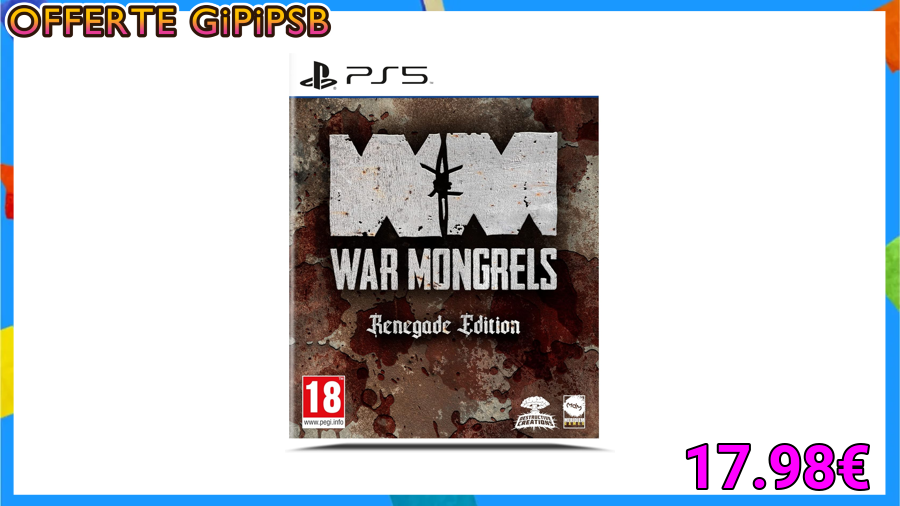 OFFERTE GiPiPSB
PS5
WAR MONGRELS
Renegade Edition
18
www.pegi.info
DESTRUCTIVE
CREATIONS
17.98€